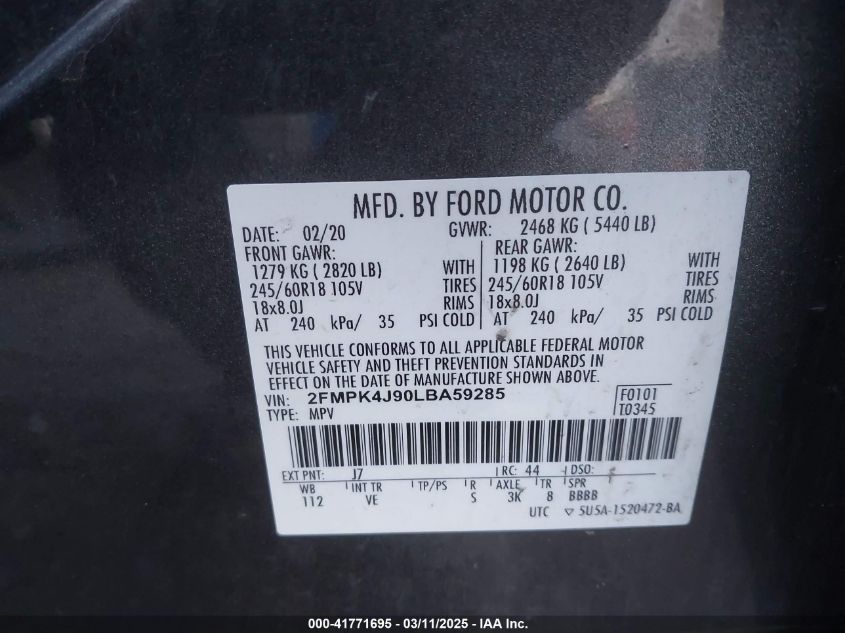 MFD. BY FORD MOTOR CO.
DATE: 02/20 GVWR: 2468 KG ( 5440 LB)
FRONT GAWR: REAR GAWR:
1279 KG ( 2820 LB) WITH 1198 KG ( 2640 LB) WITH
245/60R18 105V TIRES 245/60R18 105V TIRES
18x8.0J RIMS 18x8.0J RIMS
AT 240 kPa/ 35 PSI COLD AT 240 kPa/ 35 PSI COLD
THIS VEHICLE CONFORMS TO ALL APPLICABLE FEDERAL MOTOR
VEHICLE SAFETY AND THEFT PREVENTION STANDARDS IN
EFFECT ON THE DATE OF MANUFACTURE SHOWN ABOVE.
VIN: 2FMPK4J90LBA59285 F0101
TYPE: MPV T0345
EXT PNT: J7 RC: 44 DSO:
WB INT TR TP/PS R AXLE TR SPR
112 VE S 3K 8 BBBB
UTC ▽ 5U5A-1520472-BA
000-41771695 - 03/11/2025 - IAA Inc.